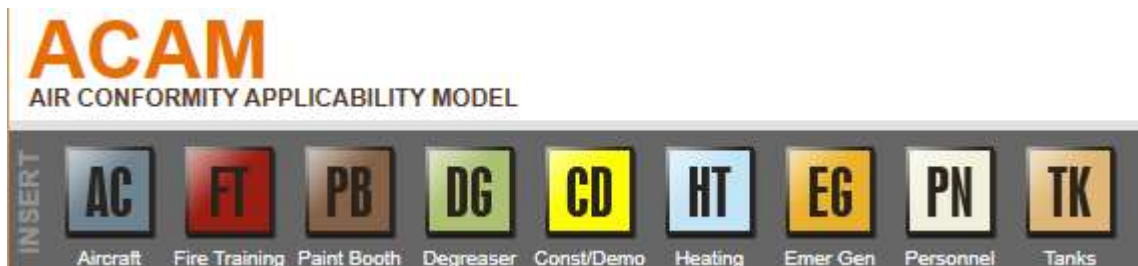 ACAM
AIR CONFORMITY APPLICABILITY MODEL
INSERT
AC FT PB DG CD HT EG PN TK
Aircraft Fire Training Paint Booth Degreaser Const/Demo Heating Emer Gen Personnel Tanks